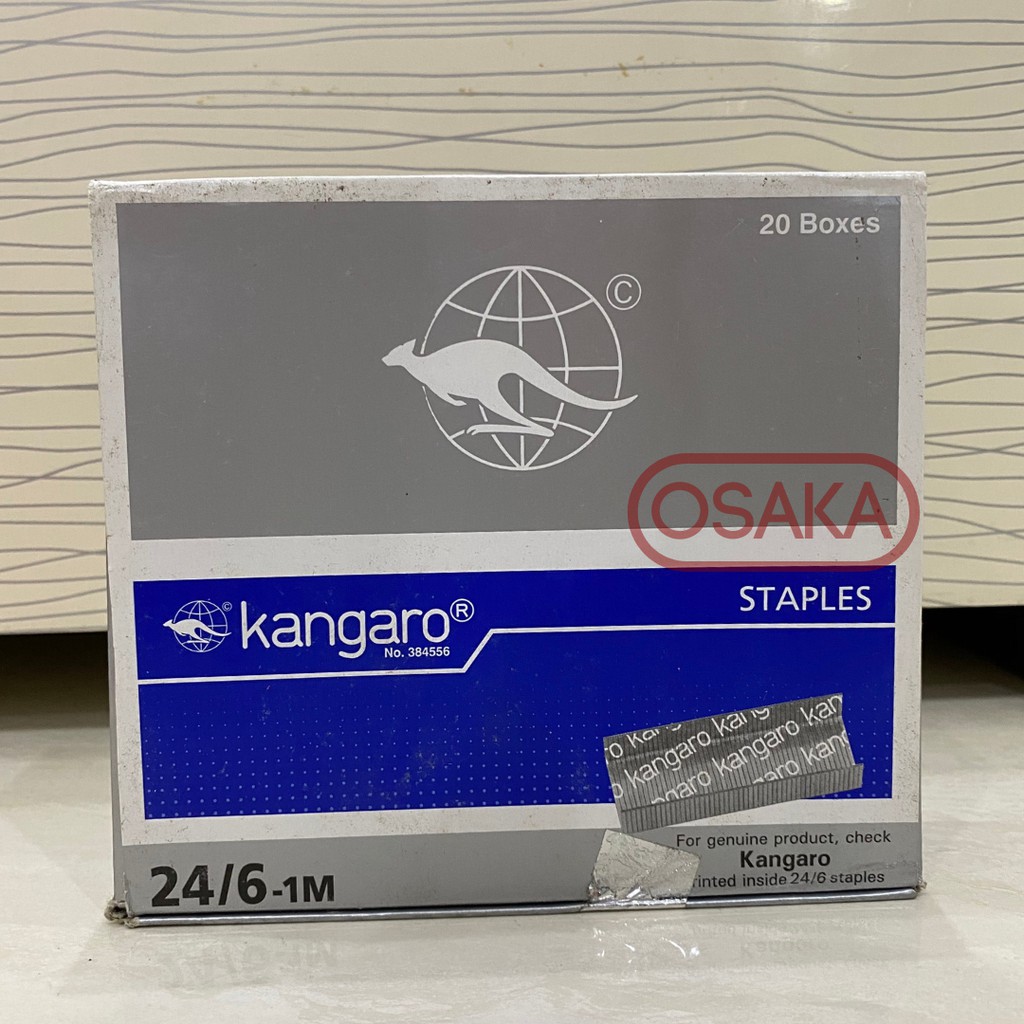 20 Boxes
©
OSAKA
© kangaro®
No. 384556
STAPLES
kangaro
kangaro kangaro
kangaro
For genuine product, check
Kangaro
inside 24/6 staples
24/6-1M